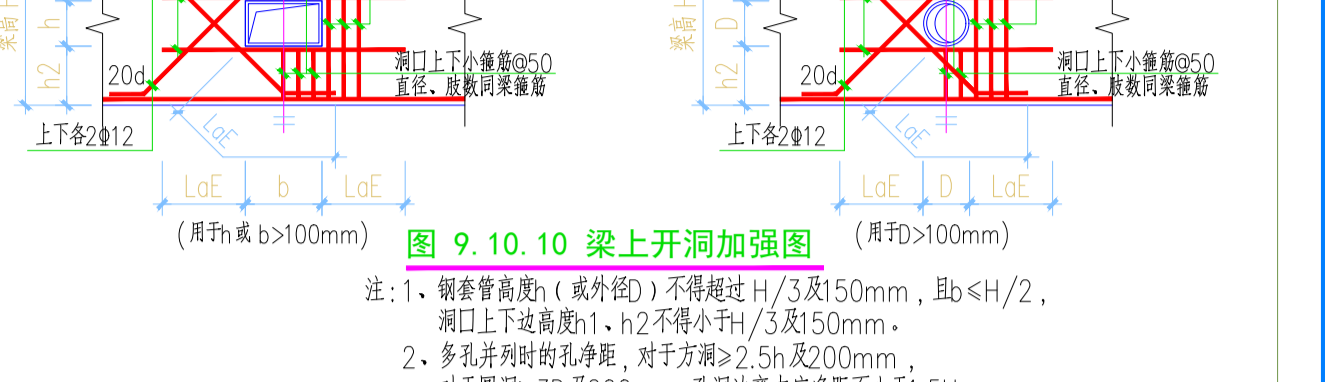 梁高H
h
h2
20d
洞口上下小箍筋@50
直径、肢数同梁箍筋
上下各2Φ12
LaE
LaE
b
LaE
(用于h或 b>100mm)
梁高H
D
h2
20d
洞口上下小箍筋@50
直径、肢数同梁箍筋
上下各2Φ12
LaE
LaE
D
LaE
(用于D>100mm)
图 9.10.10 梁上开洞加强图
注:1、钢套管高度h(或外径D)不得超过 H/3及150mm,且b≤H/2,
洞口上下边高度h1、h2不得小于H/3及150mm。
2、多孔并列时的孔净距,对于方洞≥2.5h及200mm,